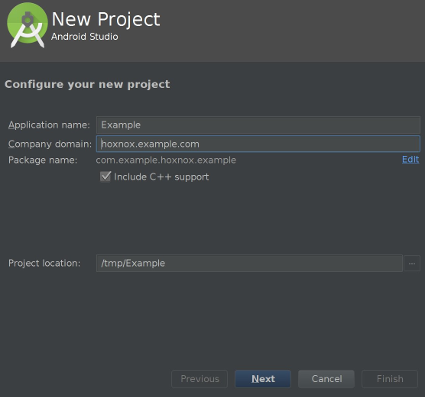 New Project
Android Studio
Configure your new project
Application name: Example
Company domain: hoxnox.example.com
Package name: com.example.hoxnox.example Edit
Include C++ support
Project location: /tmp/Example ...
Previous Next Cancel Finish